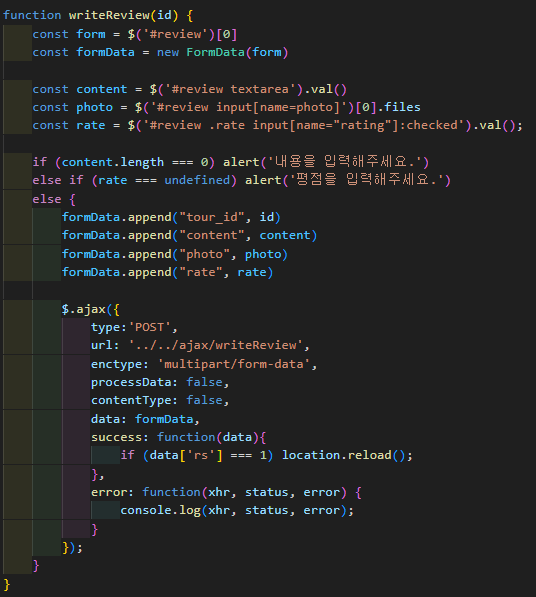 function writeReview(id) {
    const form = $('#review')[0]
    const formData = new FormData(form)

    const content = $('#review textarea').val()
    const photo = $('#review input[name=photo]')[0].files
    const rate = $('#review .rate input[name="rating"]:checked').val();

    if (content.length === 0) alert('내용을 입력해주세요.')
    else if (rate === undefined) alert('평점을 입력해주세요.')
    else {
        formData.append("tour_id", id)
        formData.append("content", content)
        formData.append("photo", photo)
        formData.append("rate", rate)

        $.ajax({
            type:'POST',
            url: '../../ajax/writeReview',
            enctype: 'multipart/form-data',
            processData: false,
            contentType: false,
            data: formData,
            success: function(data){
                if (data['rs'] === 1) location.reload();
            },
            error: function(xhr, status, error) {
                console.log(xhr, status, error);
            }
        });
    }
}